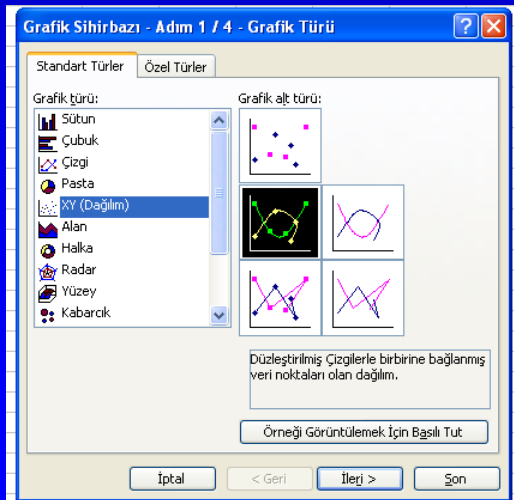 Grafik Sihirbazı - Adım 1 / 4 - Grafik Türü
Standart Türler
Özel Türler
Grafik türü:
Sütun
Çubuk
Çizgi
Pasta
XY (Dağılım)
Alan
Halka
Radar
Yüzey
Kabarcık
Grafik alt türü:
Düzleştirilmiş Çizgilerle birbirine bağlanmış
veri noktaları olan dağılım.
Örneği Görüntülemek İçin Basılı Tut
İptal
< Geri
İleri >
Son